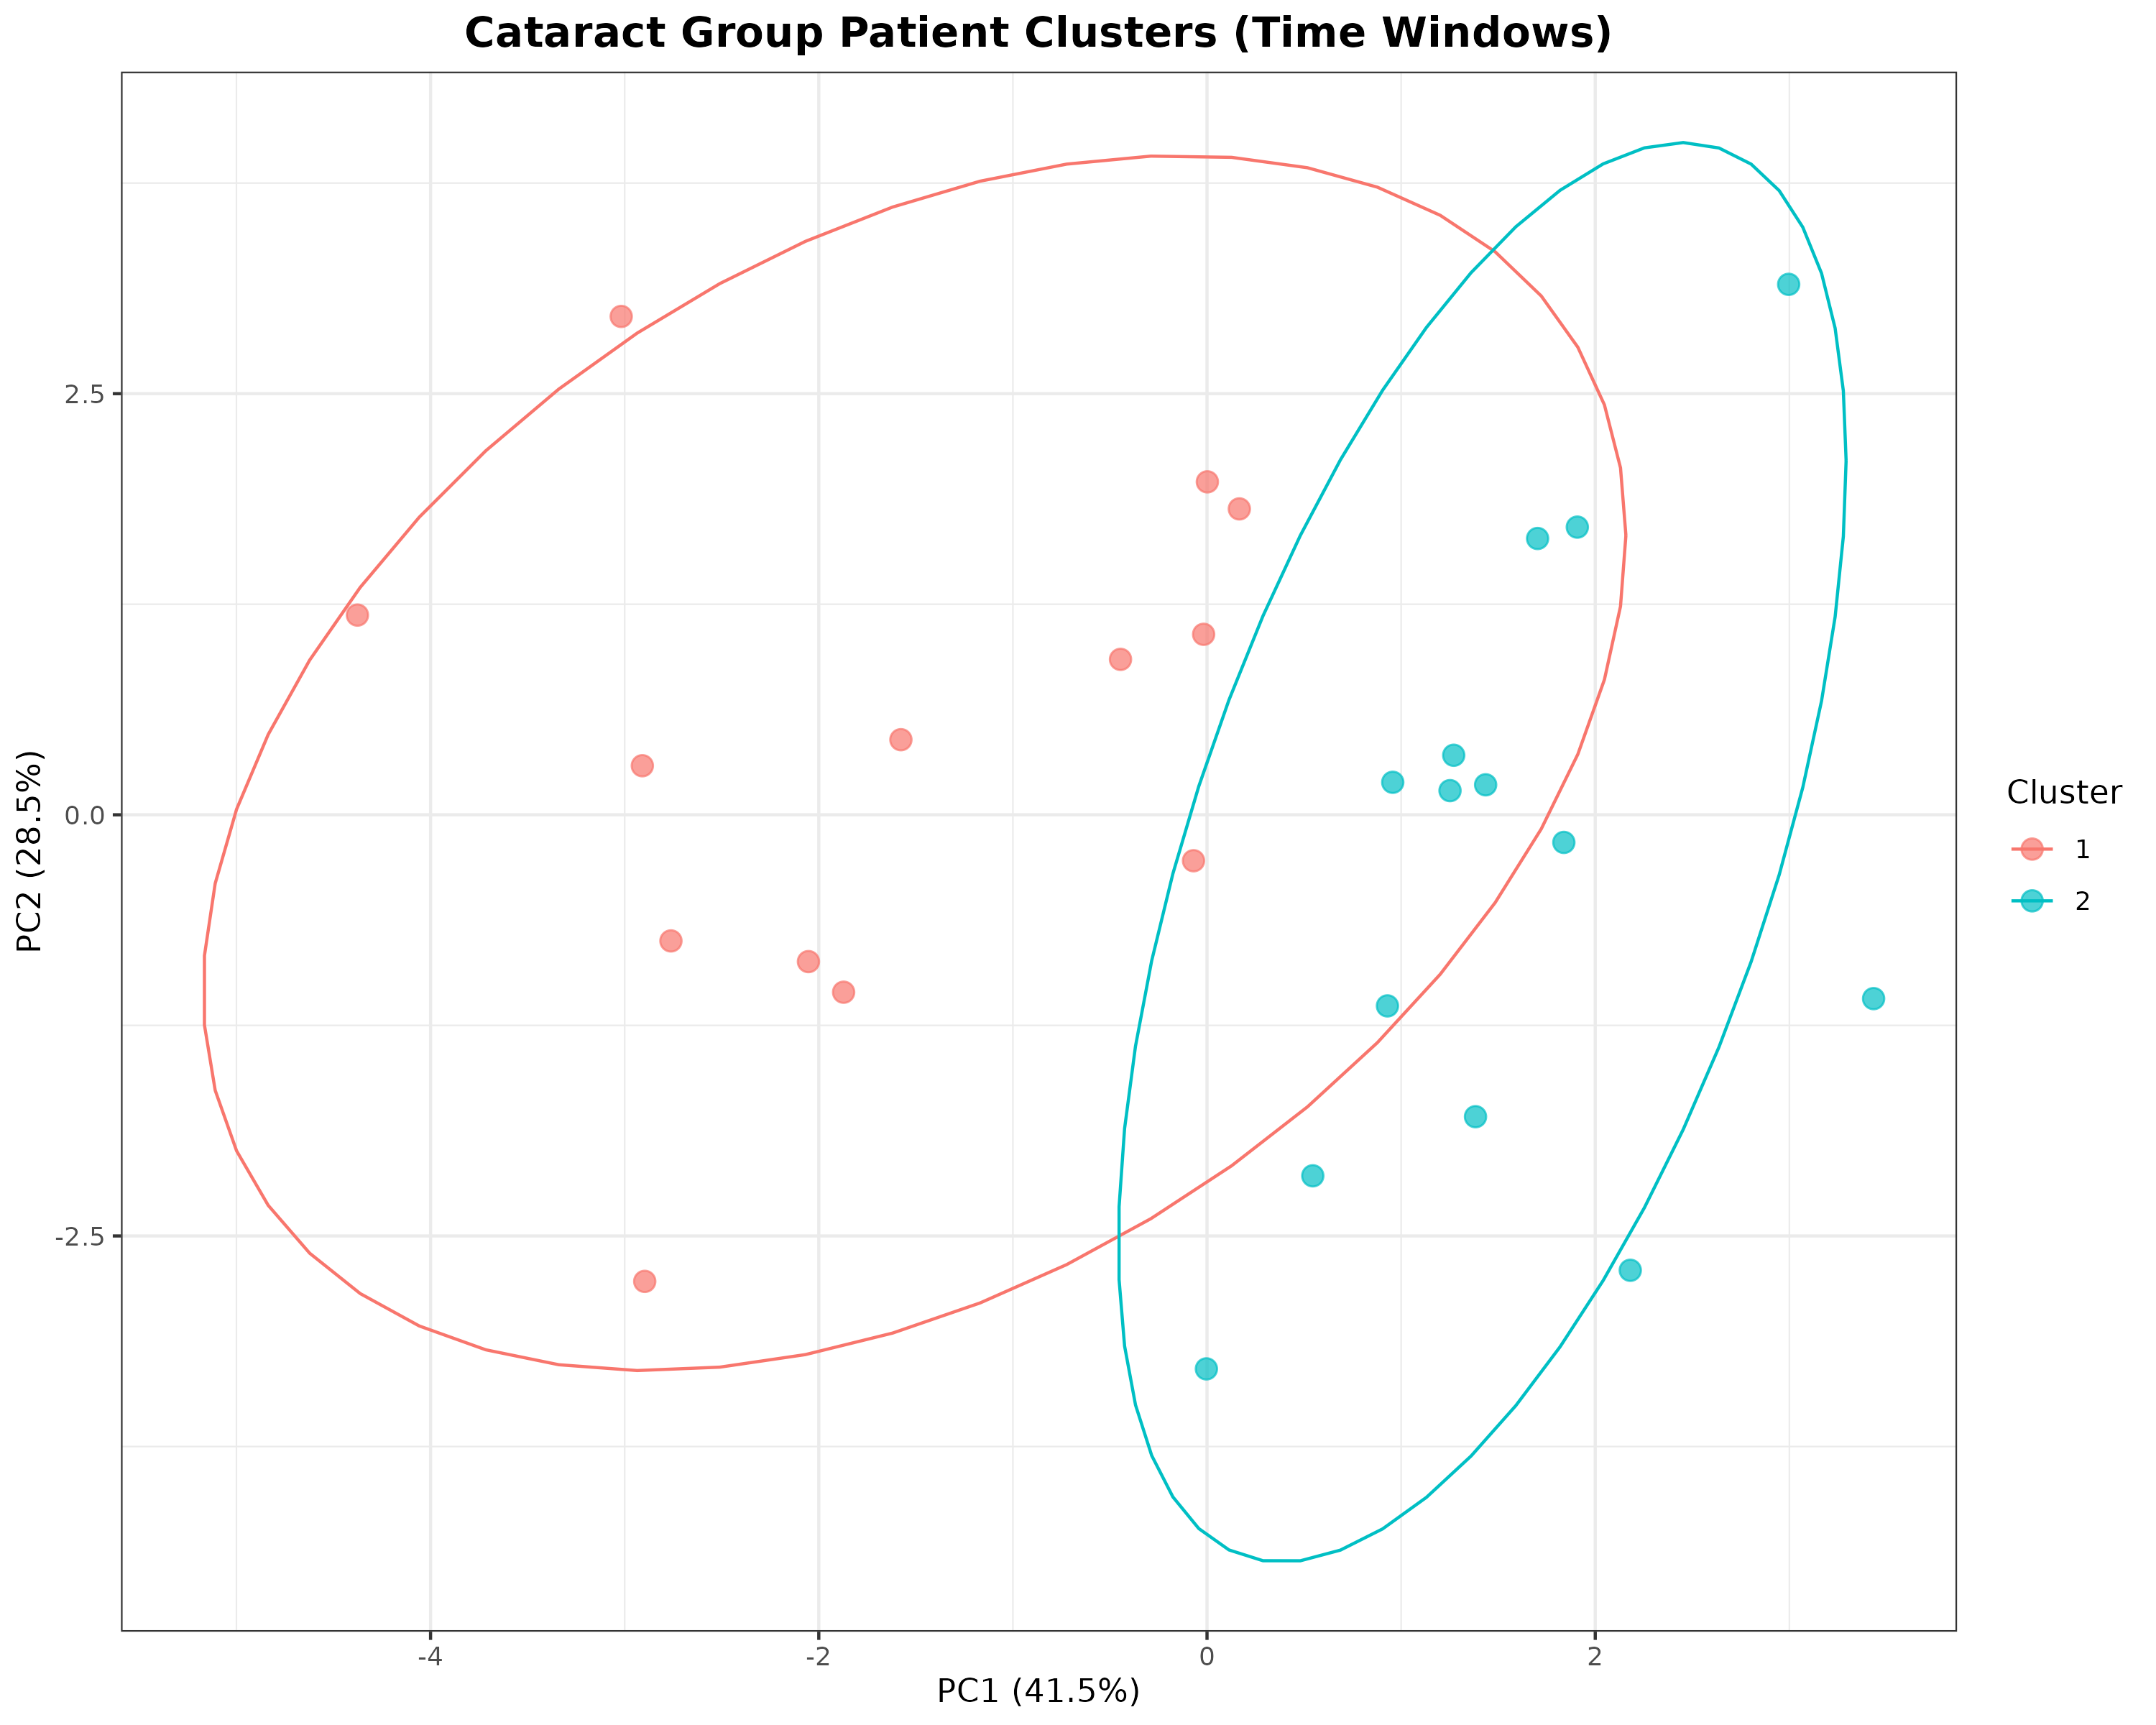 Cataract Group Patient Clusters (Time Windows)
PC2 (28.5%)
2.5
0.0
-2.5
-4
-2
0
2
PC1 (41.5%)
Cluster
1
2